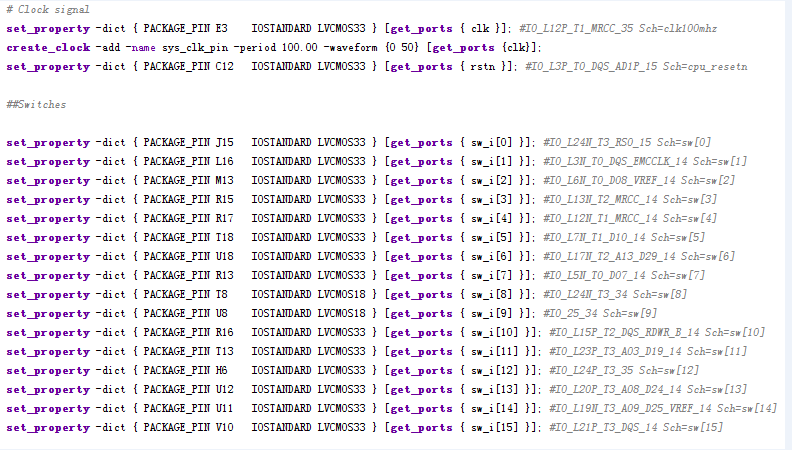 # Clock signal
set_property -dict { PACKAGE_PIN E3 IOSTANDARD LVCMOS33 } [get_ports { clk }]; #IO_L12P_T1_MRCC_35 Sch=clk100mhz
create_clock -add -name sys_clk_pin -period 100.00 -waveform {0 50} [get_ports {clk}];
set_property -dict { PACKAGE_PIN C12 IOSTANDARD LVCMOS33 } [get_ports { rstn }]; #IO_L3P_T0_DQS_AD1P_15 Sch=cpu_resetn
##Switches
set_property -dict { PACKAGE_PIN J15 IOSTANDARD LVCMOS33 } [get_ports { sw_i[0] }]; #IO_L24N_T3_RS0_15 Sch=sw[0]
set_property -dict { PACKAGE_PIN L16 IOSTANDARD LVCMOS33 } [get_ports { sw_i[1] }]; #IO_L3N_T0_DQS_EMCCLK_14 Sch=sw[1]
set_property -dict { PACKAGE_PIN M13 IOSTANDARD LVCMOS33 } [get_ports { sw_i[2] }]; #IO_L6N_T0_D08_VREF_14 Sch=sw[2]
set_property -dict { PACKAGE_PIN R15 IOSTANDARD LVCMOS33 } [get_ports { sw_i[3] }]; #IO_L13N_T2_MRCC_14 Sch=sw[3]
set_property -dict { PACKAGE_PIN R17 IOSTANDARD LVCMOS33 } [get_ports { sw_i[4] }]; #IO_L12N_T1_MRCC_14 Sch=sw[4]
set_property -dict { PACKAGE_PIN T18 IOSTANDARD LVCMOS33 } [get_ports { sw_i[5] }]; #IO_L7N_T1_D10_14 Sch=sw[5]
set_property -dict { PACKAGE_PIN U18 IOSTANDARD LVCMOS33 } [get_ports { sw_i[6] }]; #IO_L17N_T2_A13_D29_14 Sch=sw[6]
set_property -dict { PACKAGE_PIN R13 IOSTANDARD LVCMOS33 } [get_ports { sw_i[7] }]; #IO_L5N_T0_D07_14 Sch=sw[7]
set_property -dict { PACKAGE_PIN T8 IOSTANDARD LVCMOS18 } [get_ports { sw_i[8] }]; #IO_L24N_T3_34 Sch=sw[8]
set_property -dict { PACKAGE_PIN U8 IOSTANDARD LVCMOS18 } [get_ports { sw_i[9] }]; #IO_25_34 Sch=sw[9]
set_property -dict { PACKAGE_PIN R16 IOSTANDARD LVCMOS33 } [get_ports { sw_i[10] }]; #IO_L15P_T2_DQS_RDWR_B_14 Sch=sw[10]
set_property -dict { PACKAGE_PIN T13 IOSTANDARD LVCMOS33 } [get_ports { sw_i[11] }]; #IO_L23P_T3_A03_D19_14 Sch=sw[11]
set_property -dict { PACKAGE_PIN H6 IOSTANDARD LVCMOS33 } [get_ports { sw_i[12] }]; #IO_L24P_T3_35 Sch=sw[12]
set_property -dict { PACKAGE_PIN U12 IOSTANDARD LVCMOS33 } [get_ports { sw_i[13] }]; #IO_L20P_T3_A08_D24_14 Sch=sw[13]
set_property -dict { PACKAGE_PIN U11 IOSTANDARD LVCMOS33 } [get_ports { sw_i[14] }]; #IO_L19N_T3_A09_D25_VREF_14 Sch=sw[14]
set_property -dict { PACKAGE_PIN V10 IOSTANDARD LVCMOS33 } [get_ports { sw_i[15] }]; #IO_L21P_T3_DQS_14 Sch=sw[15]